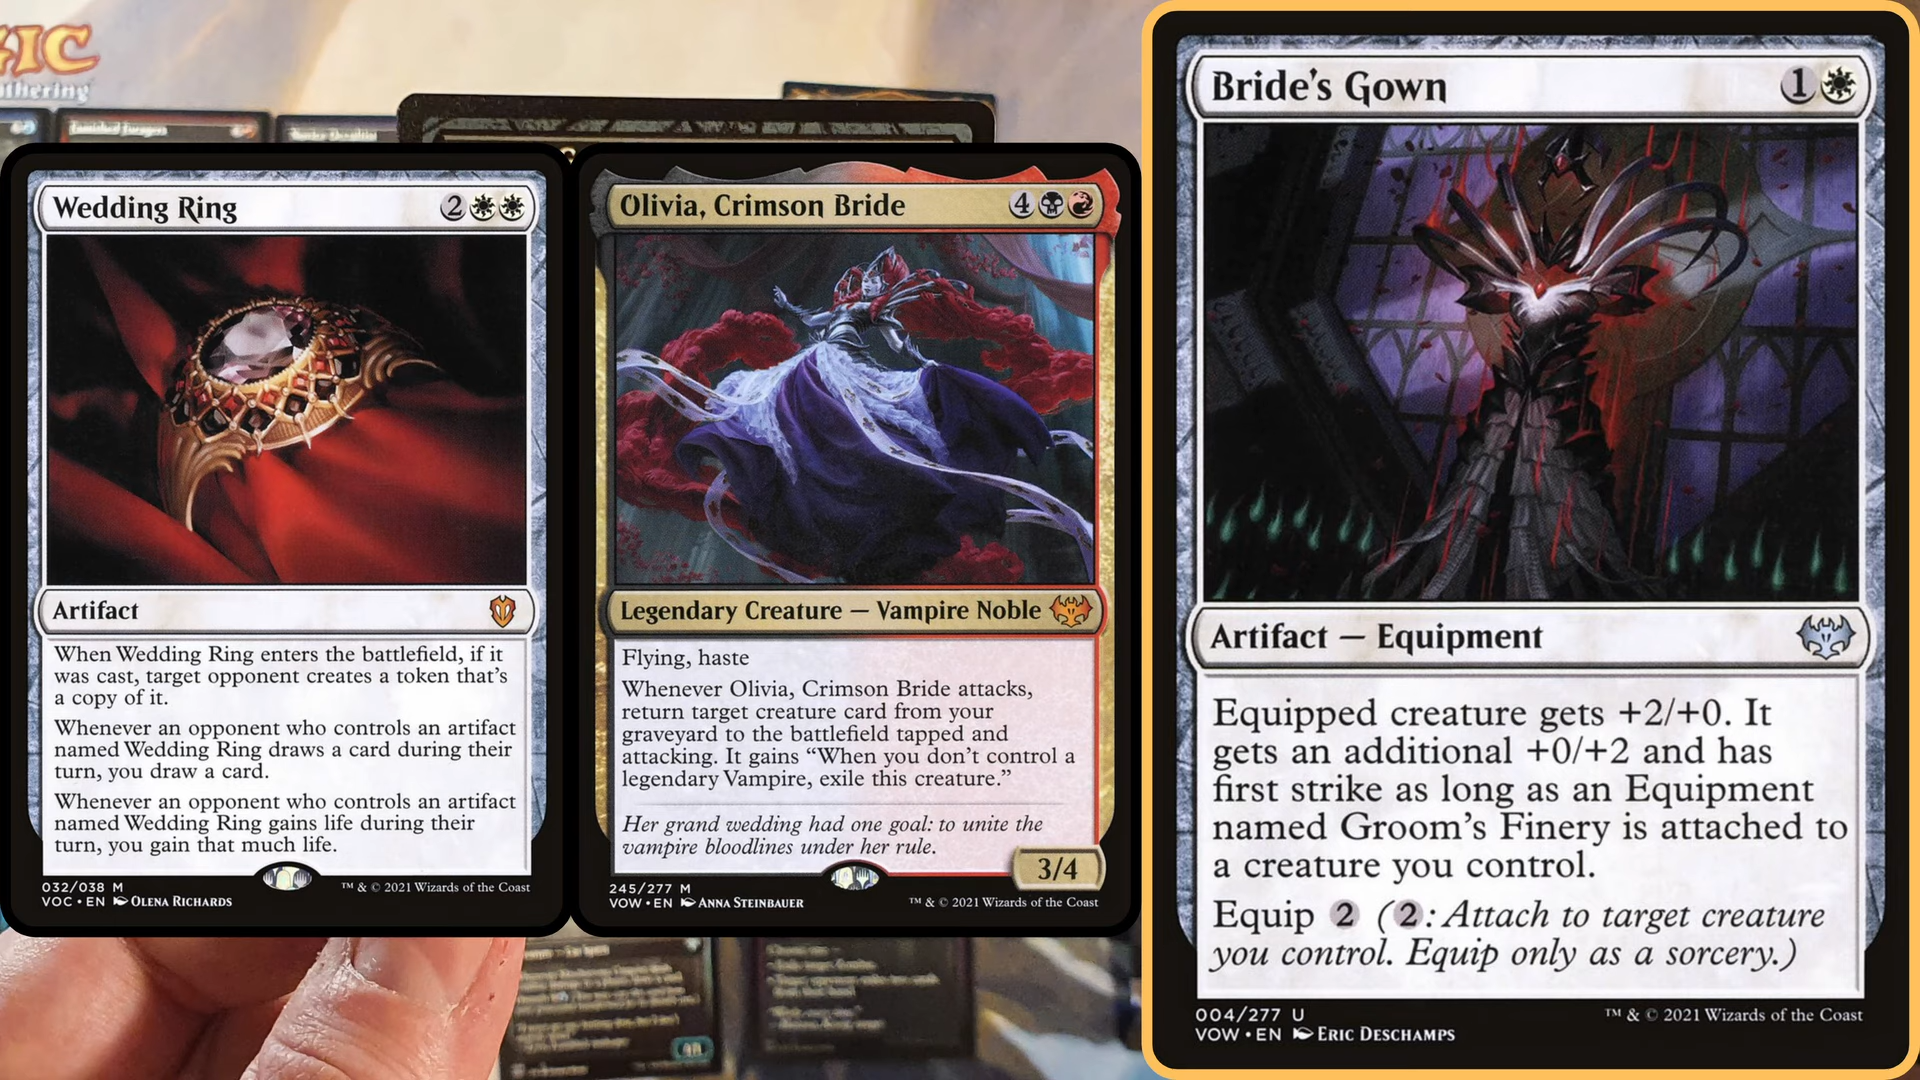 GIC
Wedding Ring 2
Artifact
When Wedding Ring enters the battlefield, if it
was cast, target opponent creates a token that's
a copy of it.
Whenever an opponent who controls an artifact
named Wedding Ring draws a card during their
turn, you draw a card.
Whenever an opponent who controls an artifact
named Wedding Ring gains life during their
turn, you gain that much life.
032/038 M
VOC • EN OLENA RICHARDS
™ & © 2021 Wizards of the Coast
Olivia, Crimson Bride 4
Legendary Creature — Vampire Noble
Flying, haste
Whenever Olivia, Crimson Bride attacks,
return target creature card from your
graveyard to the battlefield tapped and
attacking. It gains “When you don't control a
legendary Vampire, exile this creature.”
Her grand wedding had one goal: to unite the
vampire bloodlines under her rule.
3/4
245/277 M
VOW • EN ANNA STEINBAUER
™ & © 2021 Wizards of the Coast
Bride's Gown 1
Artifact — Equipment
Equipped creature gets +2/+0. It
gets an additional +0/+2 and has
first strike as long as an Equipment
named Groom's Finery is attached to
a creature you control.
Equip 2 (2: Attach to target creature
you control. Equip only as a sorcery.)
004/277 U
VOW • EN ERIC DESCHAMPS
™ & © 2021 Wizards of the Coast